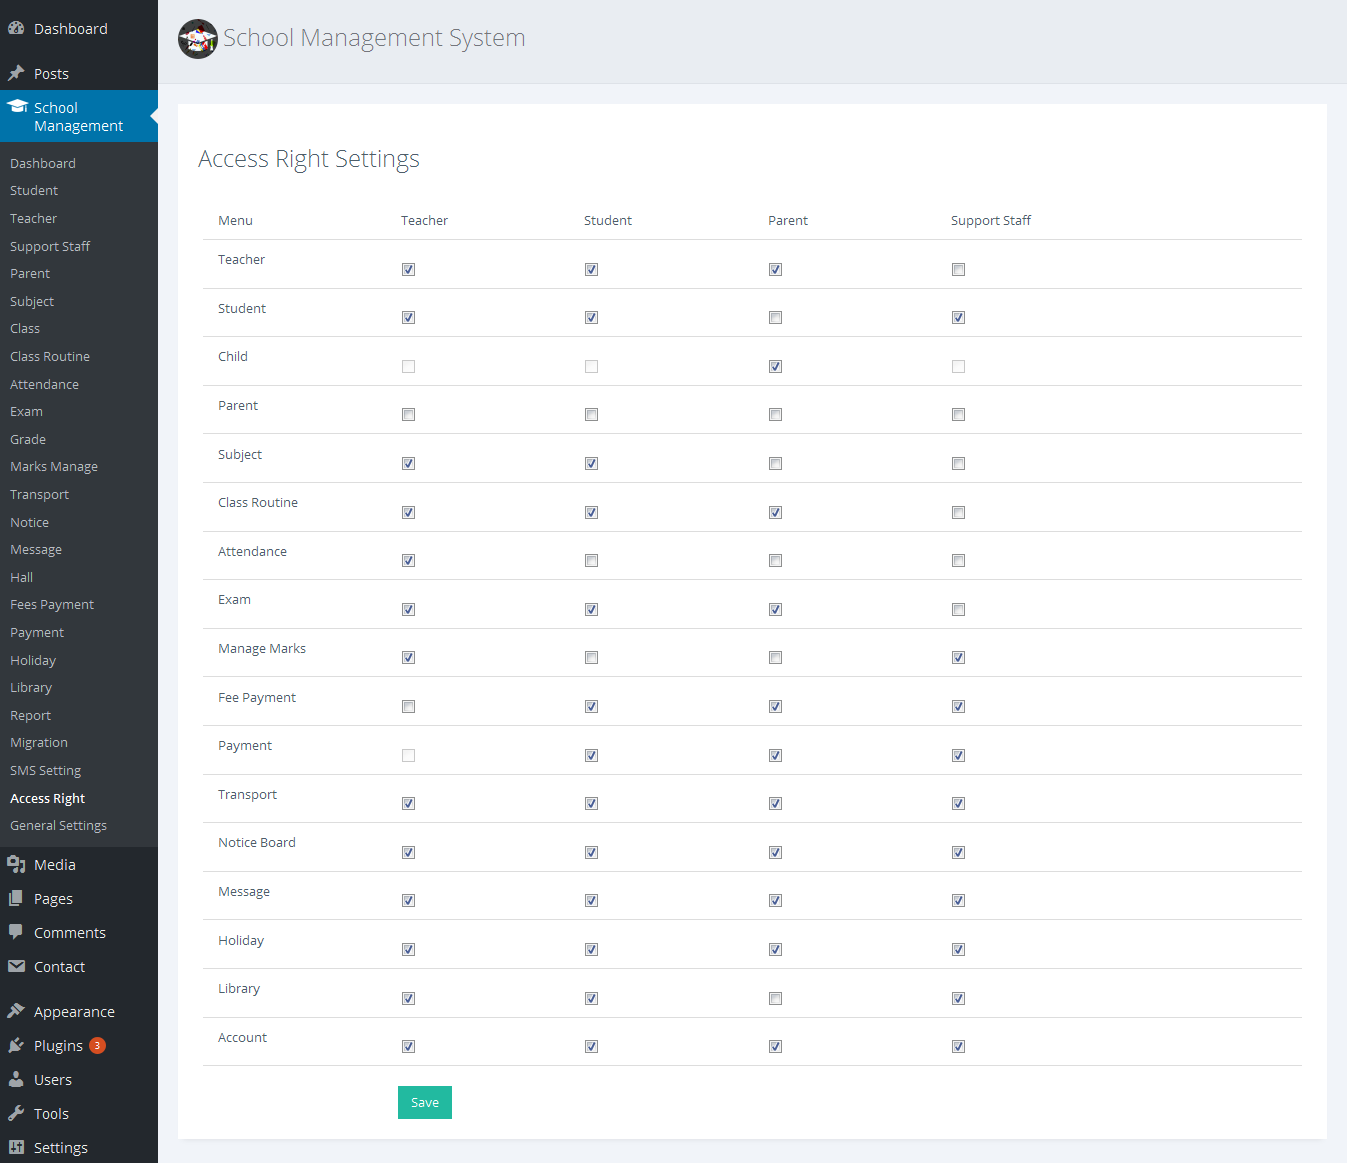 Dashboard
Posts
School
Management
Dashboard
Student
Teacher
Support Staff
Parent
Subject
Class
Class Routine
Attendance
Exam
Grade
Marks Manage
Transport
Notice
Message
Hall
Fees Payment
Payment
Holiday
Library
Report
Migration
SMS Setting
Access Right
General Settings
Media
Pages
Comments
Contact
Appearance
Plugins 3
Users
Tools
Settings
School Management System
Access Right Settings
Menu Teacher Student Parent Support Staff
Teacher
Student
Child
Parent
Subject
Class Routine
Attendance
Exam
Manage Marks
Fee Payment
Payment
Transport
Notice Board
Message
Holiday
Library
Account
Save